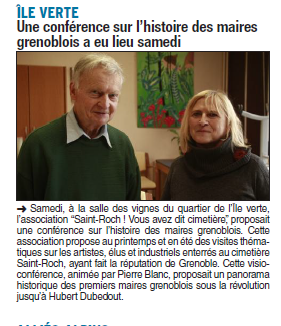 ÎLE VERTE
Une conférence sur l'histoire des maires
grenoblois a eu lieu samedi
➜ Samedi, à la salle des vignes du quartier de l'Île verte,
l'association “Saint-Roch ! Vous avez dit cimetière”, proposait
une conférence sur l'histoire des maires grenoblois. Cette
association propose au printemps et en été des visites théma-
tiques sur les artistes, élus et industriels enterrés au cimetière
Saint-Roch, ayant fait la réputation de Grenoble. Cette visio-
conférence, animée par Pierre Blanc, proposait un panorama
historique des premiers maires grenoblois sous la révolution
jusqu'à Hubert Dubedout.